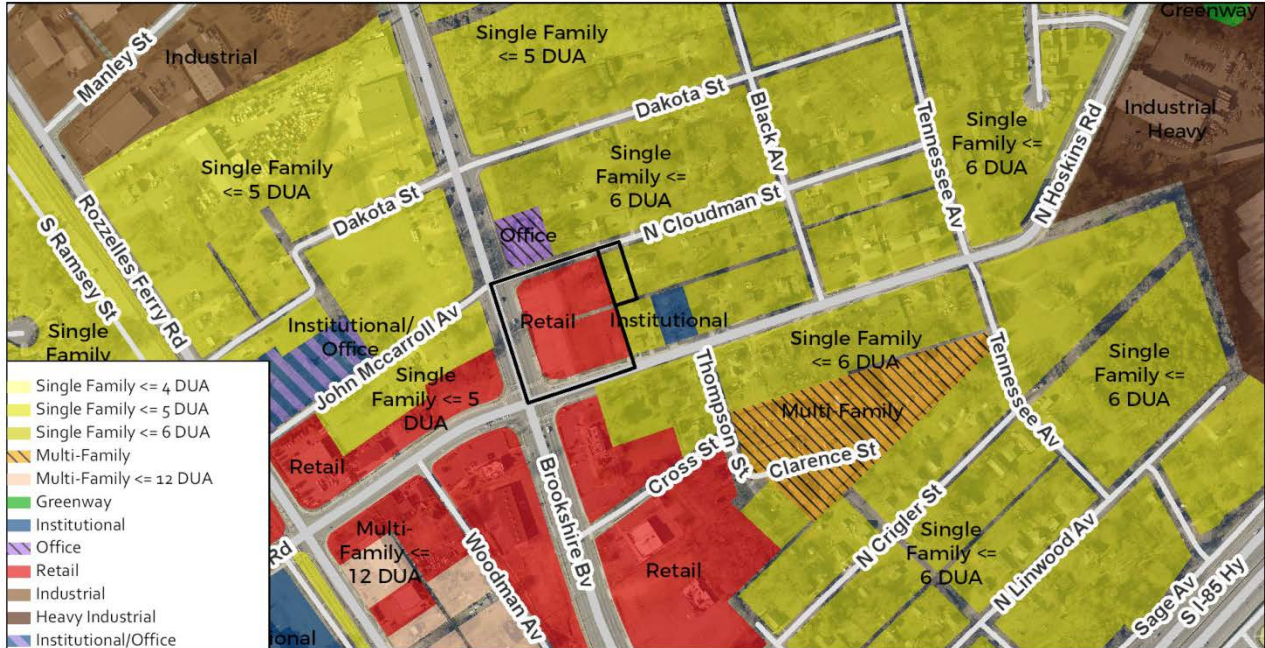 Greenway
Single Family
<= 5 DUA
Manley St
Industrial
Dakota St
Black Av
Tennessee Av
Single
Family <=
6 DUA
N Hoskins Rd
Industrial
- Heavy
Single Family
<= 5 DUA
Single
Family <=
6 DUA
Rozzelles Ferry Rd
S Ramsey St
Dakota St
Office
N Cloudman St
Retail
Institutional
Institutional/
Office
John Mccarroll Av
Single
Family
Single
Family <= 5
DUA
Single Family
<= 6 DUA
Thompson St
Tennessee Av
Single
Family <=
6 DUA
Multi-Family
Clarence St
Cross St
Retail
Brookshire Bv
Woodman Av
Multi-
Family <=
12 DUA
Retail
N Crigler St
Single
Family <=
6 DUA
N Linwood Av
Sage Av
S I-85 Hy
Rd
ional
Single Family <= 4 DUA
Single Family <= 5 DUA
Single Family <= 6 DUA
Multi-Family
Multi-Family <= 12 DUA
Greenway
Institutional
Office
Retail
Industrial
Heavy Industrial
Institutional/Office